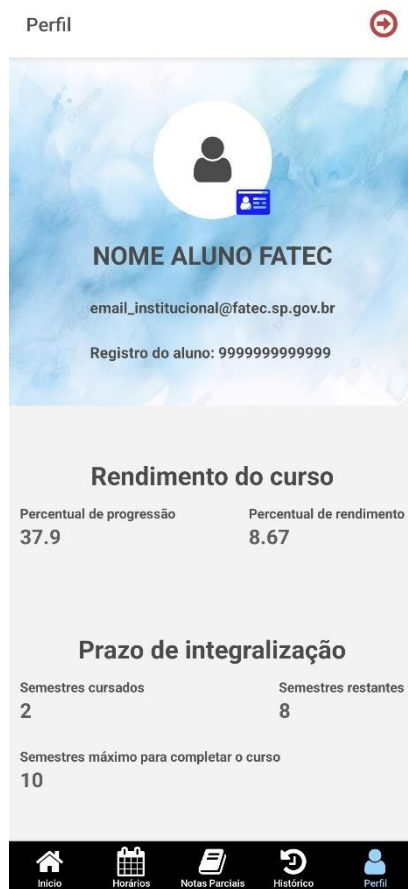 Perfil
NOME ALUNO FATEC
email_institucional@fatec.sp.gov.br
Registro do aluno: 9999999999999
Rendimento do curso
Percentual de progressão Percentual de rendimento
37.9 8.67
Prazo de integralização
Semestres cursados Semestres restantes
2 8
Semestres máximo para completar o curso
10
Inicio Horários Notas Parciais Histórico Perfil